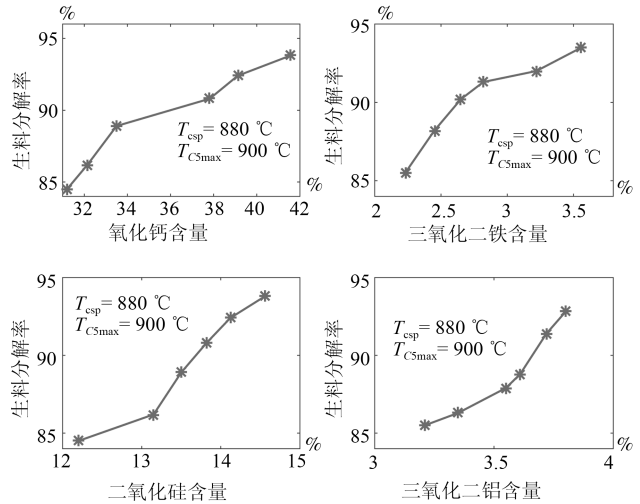 %
95
90
85
生料分解率
T_csp = 880 ℃
T_C5max = 900 ℃
32 34 36 38 40 42
%
氧化钙含量
%
95
90
85
生料分解率
T_csp = 880 ℃
T_C5max = 900 ℃
2 2.5 3 3.5
%
三氧化二铁含量
95
90
85
生料分解率
T_csp = 880 ℃
T_C5max = 900 ℃
12 13 14 15
%
二氧化硅含量
95
90
85
生料分解率
T_csp = 880 ℃
T_C5max = 900 ℃
3 3.5 4
%
三氧化二铝含量